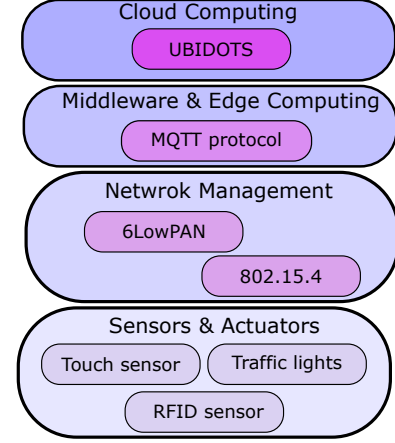 Cloud Computing
UBIDOTS
Middleware & Edge Computing
MQTT protocol
Netwrok Management
6LowPAN
802.15.4
Sensors & Actuators
Touch sensor
Traffic lights
RFID sensor